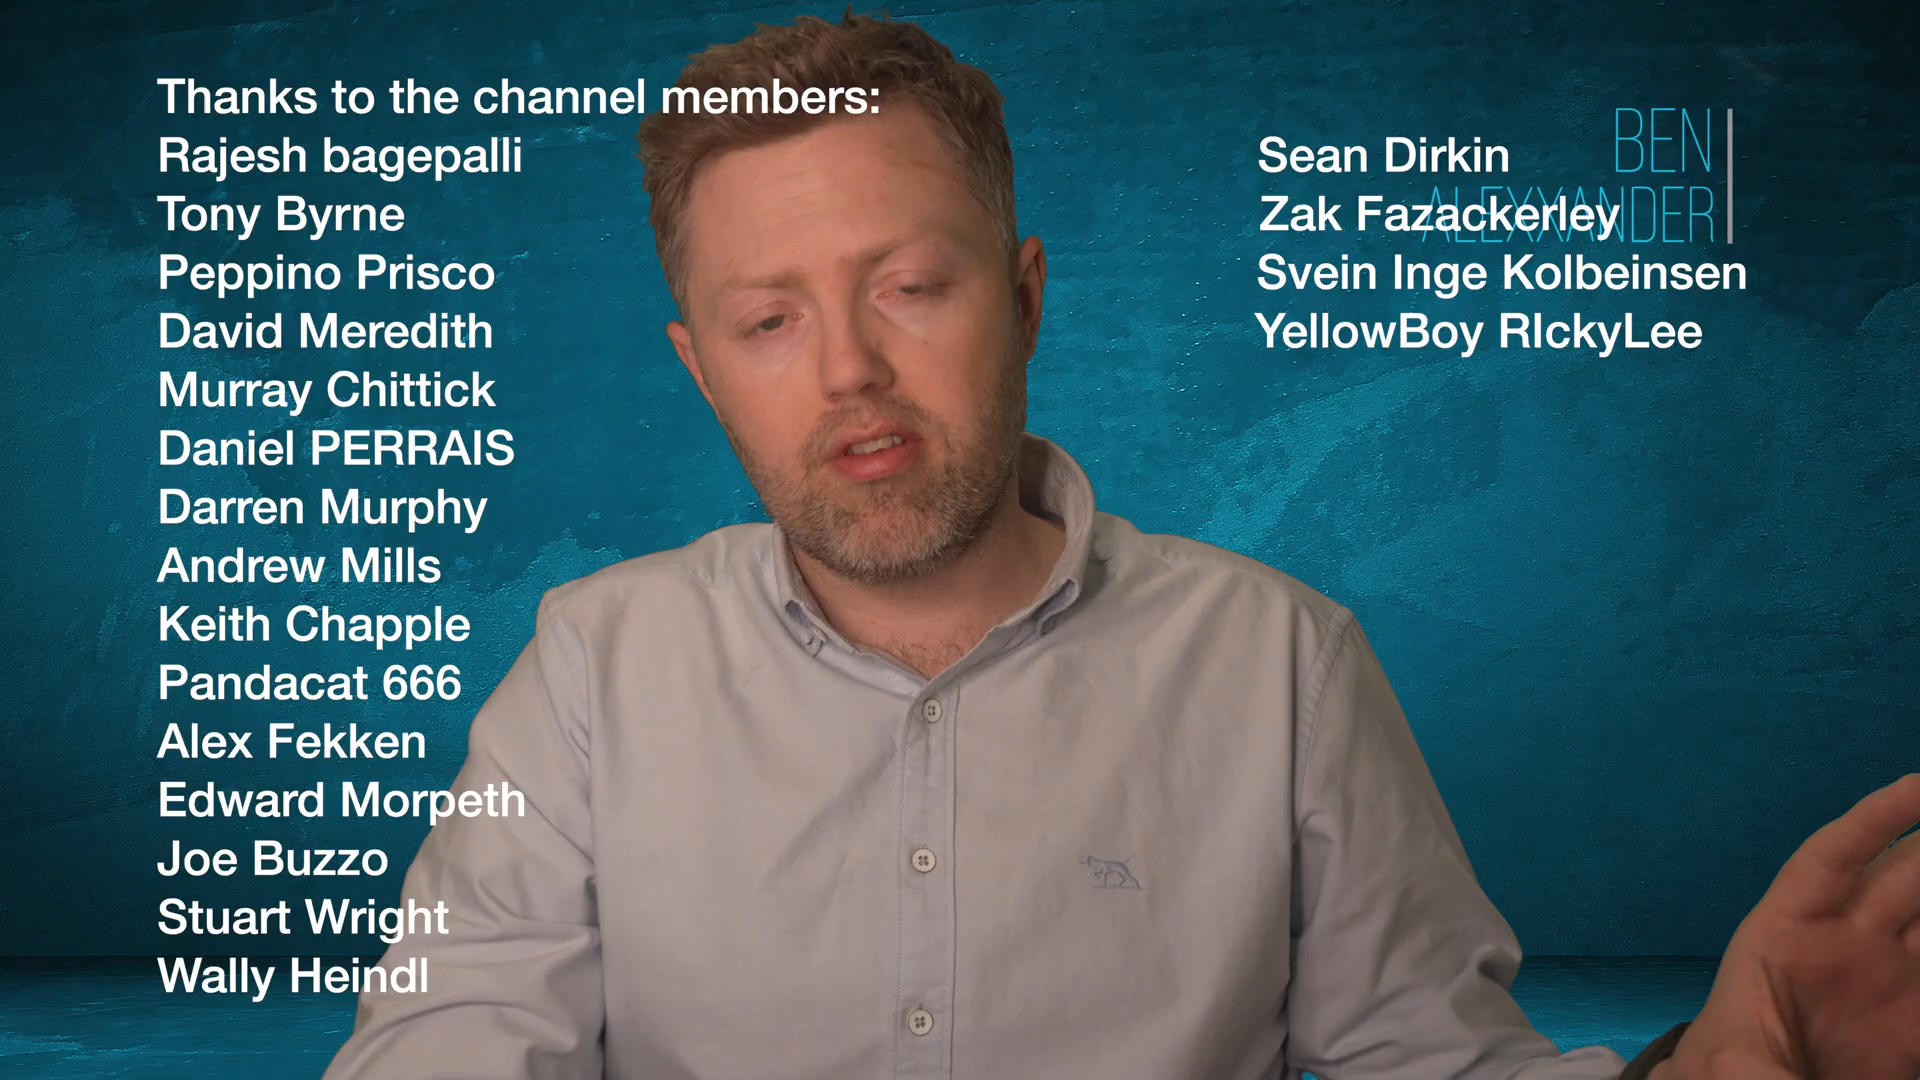 Thanks to the channel members:
Rajesh bagepalli
Tony Byrne
Peppino Prisco
David Meredith
Murray Chittick
Daniel PERRAIS
Darren Murphy
Andrew Mills
Keith Chapple
Pandacat 666
Alex Fekken
Edward Morpeth
Joe Buzzo
Stuart Wright
Wally Heindl
Sean Dirkin
Zak Fazackerley
Svein Inge Kolbeinsen
YellowBoy RIckyLee
BEN
ALEXXANDER